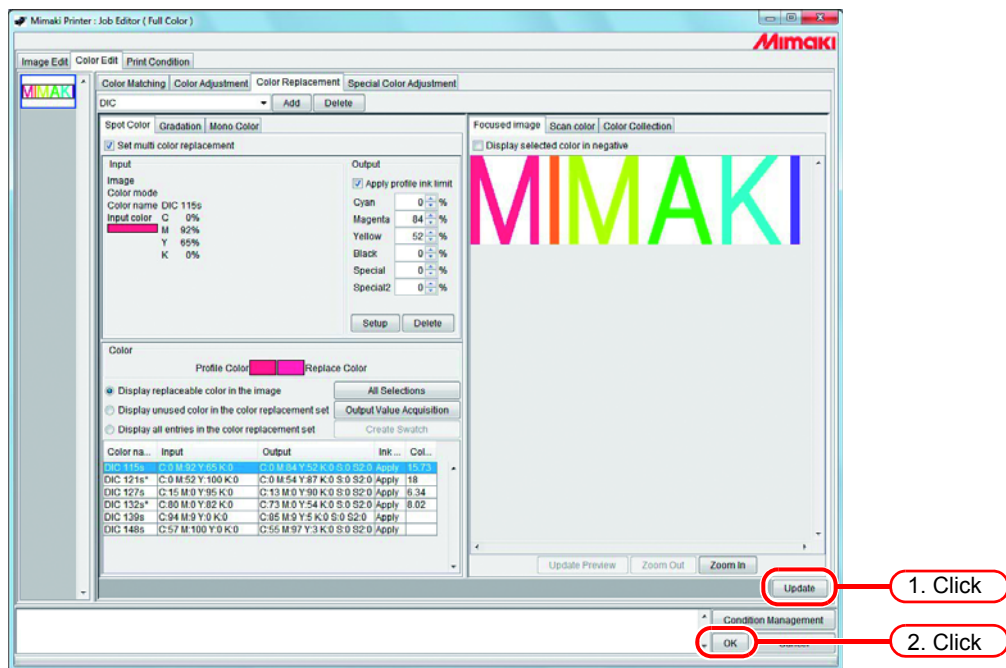 Mimaki Printer : Job Editor ( Full Color )
Mimaki
Image Edit Color Edit Print Condition
MIMAKI
Color Matching Color Adjustment Color Replacement Special Color Adjustment
DIC Add Delete
Spot Color Gradation Mono Color
Set multi color replacement
Input
Image
Color mode
Color name DIC 115s
Input color C 0%
M 92%
Y 65%
K 0%
Output
Apply profile ink limit
Cyan 0 %
Magenta 84 %
Yellow 52 %
Black 0 %
Special 0 %
Special2 0 %
Setup Delete
Color
Profile Color Replace Color
Display replaceable color in the image All Selections
Display unused color in the color replacement set Output Value Acquisition
Display all entries in the color replacement set Create Swatch
Color na... Input Output Ink ... Col...
DIC 115s C:0 M:92 Y:65 K:0 C:0 M:84 Y:52 K:0 S:0 S2:0 Apply 15.73
DIC 121s* C:0 M:52 Y:100 K:0 C:0 M:54 Y:87 K:0 S:0 S2:0 Apply 18
DIC 127s C:15 M:0 Y:95 K:0 C:13 M:0 Y:90 K:0 S:0 S2:0 Apply 6.34
DIC 132s* C:80 M:0 Y:82 K:0 C:73 M:0 Y:54 K:0 S:0 S2:0 Apply 8.02
DIC 139s C:94 M:9 Y:0 K:0 C:85 M:9 Y:5 K:0 S:0 S2:0 Apply
DIC 148s C:57 M:100 Y:0 K:0 C:55 M:97 Y:3 K:0 S:0 S2:0 Apply
Focused image Scan color Color Collection
Display selected color in negative
MIMAKI
Update Preview Zoom Out Zoom In
Update
1. Click
Condition Management
OK Cancel
2. Click